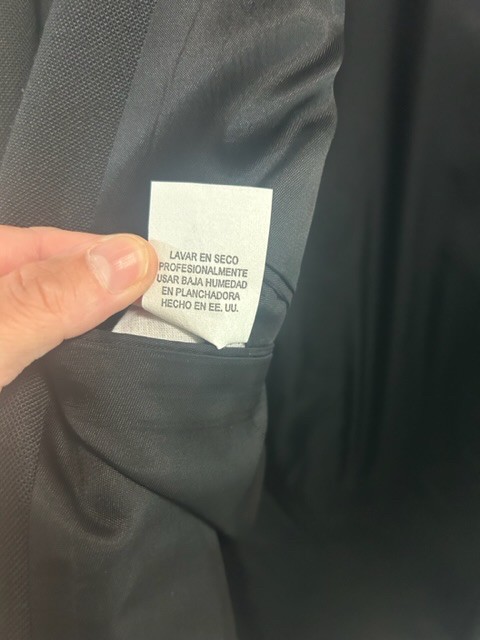 LAVAR EN SECO
PROFESIONALMENTE
USAR BAJA HUMEDAD
EN PLANCHADORA
HECHO EN EE. UU.